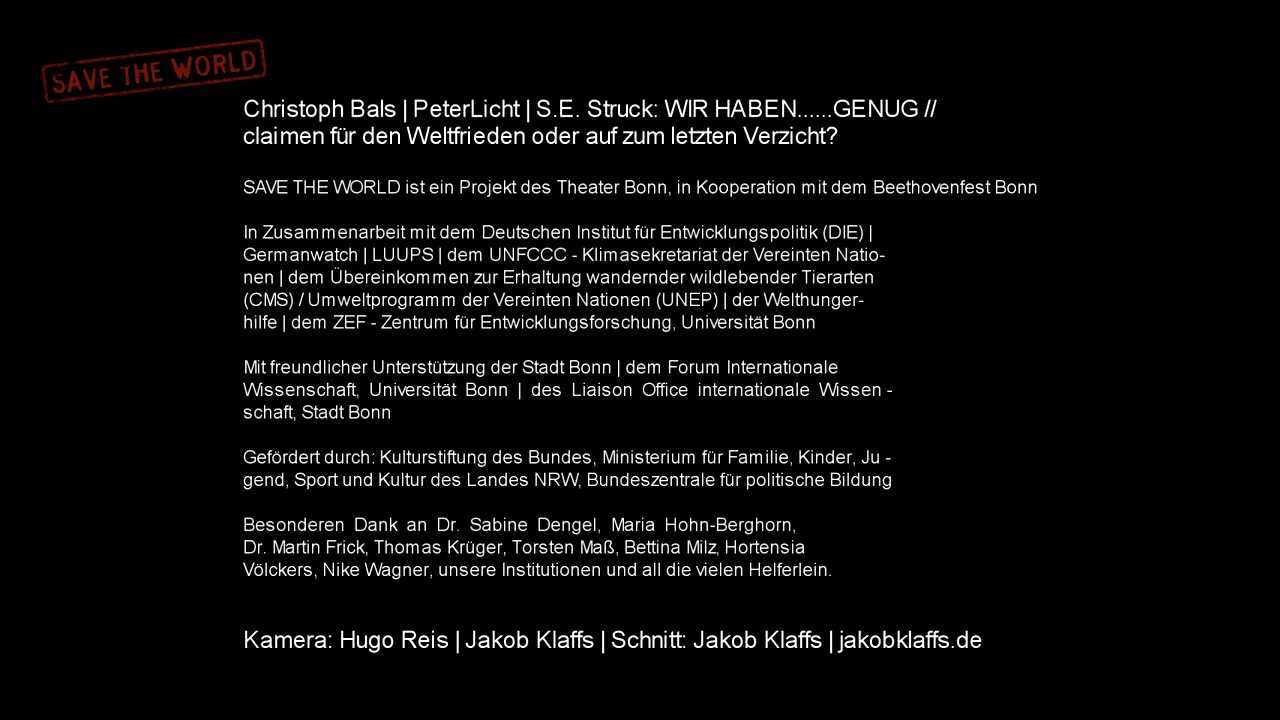 SAVE THE WORLD
Christoph Bals | PeterLicht | S.E. Struck: WIR HABEN......GENUG //
claimen für den Weltfrieden oder auf zum letzten Verzicht?
SAVE THE WORLD ist ein Projekt des Theater Bonn, in Kooperation mit dem Beethovenfest Bonn
In Zusammenarbeit mit dem Deutschen Institut für Entwicklungspolitik (DIE) |
Germanwatch | LUUPS | dem UNFCCC - Klimasekretariat der Vereinten Natio-
nen | dem Übereinkommen zur Erhaltung wandernder wildlebender Tierarten
(CMS) / Umweltprogramm der Vereinten Nationen (UNEP) | der Welthunger-
hilfe | dem ZEF - Zentrum für Entwicklungsforschung, Universität Bonn
Mit freundlicher Unterstützung der Stadt Bonn | dem Forum Internationale
Wissenschaft, Universität Bonn | des Liaison Office internationale Wissen -
schaft, Stadt Bonn
Gefördert durch: Kulturstiftung des Bundes, Ministerium für Familie, Kinder, Ju -
gend, Sport und Kultur des Landes NRW, Bundeszentrale für politische Bildung
Besonderen Dank an Dr. Sabine Dengel, Maria Hohn-Berghorn,
Dr. Martin Frick, Thomas Krüger, Torsten Maß, Bettina Milz, Hortensia
Völckers, Nike Wagner, unsere Institutionen und all die vielen Helferlein.
Kamera: Hugo Reis | Jakob Klaffs | Schnitt: Jakob Klaffs | jakobklaffs.de